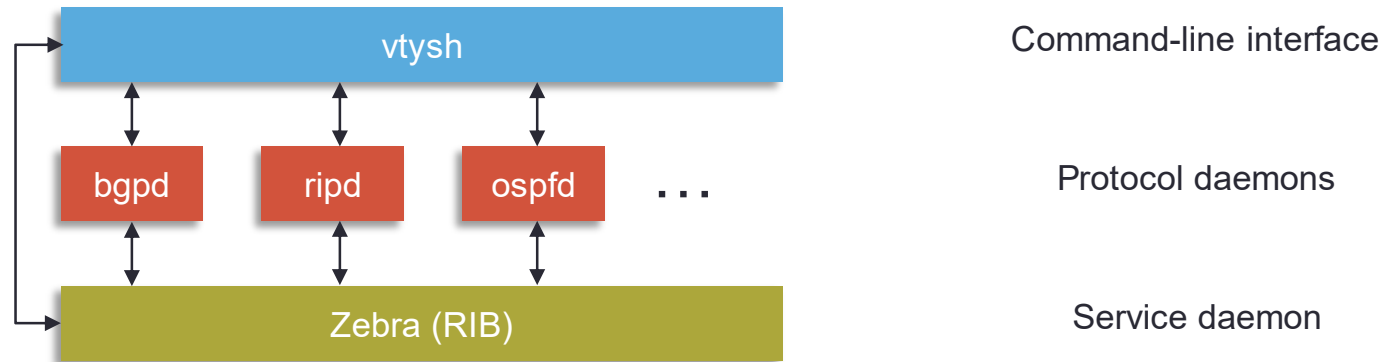 vtysh
Command-line interface
bgpd
ripd
ospfd
...
Protocol daemons
Zebra (RIB)
Service daemon